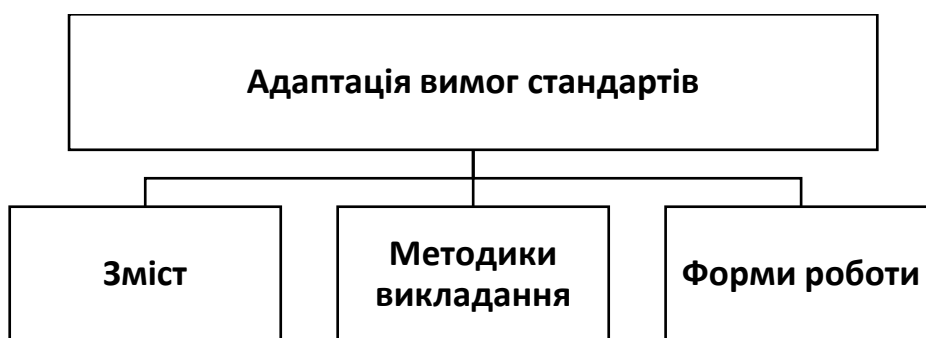 Адаптація вимог стандартів
Зміст
Методики
викладання
Форми роботи